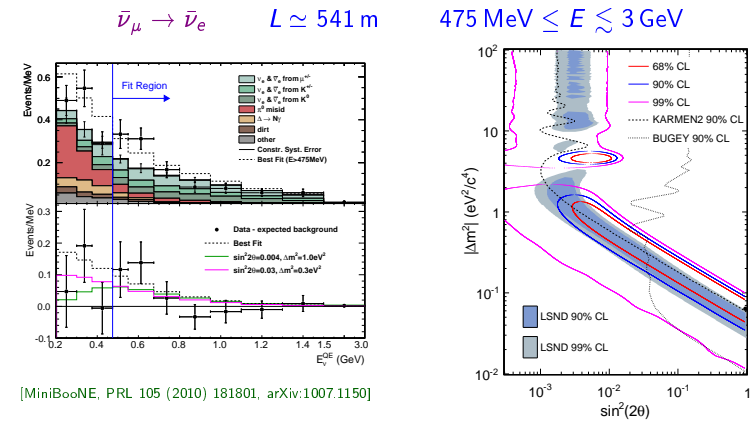 ν̄μ → ν̄e L ≃ 541 m 475 MeV ≤ E ≲ 3 GeV
Events/MeV
0.6
0.4
0.2
Fit Region
νe & ν̄e from μ+/-
νe & ν̄e from K+/-
νe & ν̄e from K0
π0 misid
Δ → Nγ
dirt
other
Constr. Syst. Error
Best Fit (E>475MeV)
Events/MeV
0.3
0.2
0.1
0.0
-0.1
Data - expected background
Best Fit
sin²2θ=0.004, Δm²=1.0eV²
sin²2θ=0.03, Δm²=0.3eV²
0.2 0.4 0.6 0.8 1.0 1.2 1.4 1.5 3.0
EνQE (GeV)
|Δm²| (eV²/c⁴)
10²
10
1
10⁻¹
10⁻²
68% CL
90% CL
99% CL
KARMEN2 90% CL
BUGEY 90% CL
LSND 90% CL
LSND 99% CL
10⁻³ 10⁻² 10⁻¹ 1
sin²(2θ)
[MiniBooNE, PRL 105 (2010) 181801, arXiv:1007.1150]